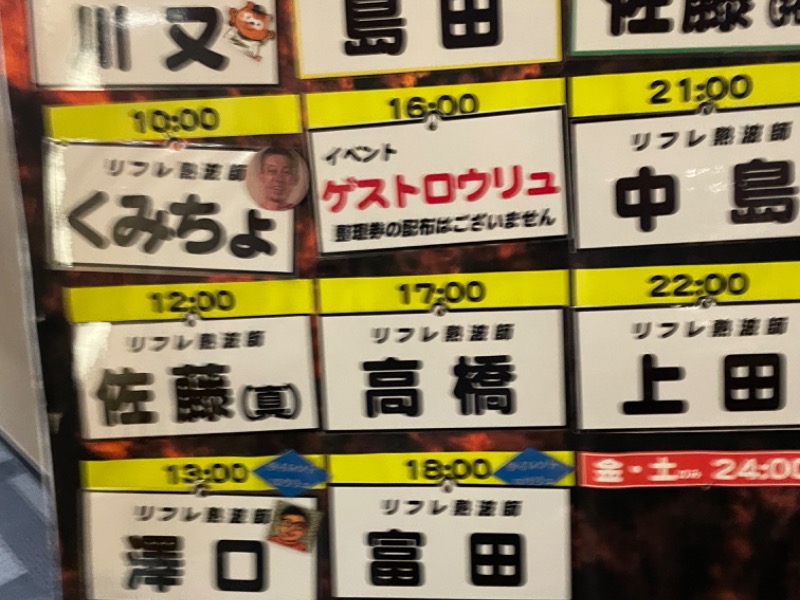 川又
島田
佐藤
10:00
リフレ熱波師
くみちょ
16:00
イベント
ゲストロウリュ
整理券の配布はございません
21:00
リフレ熱波師
中島
12:00
リフレ熱波師
佐藤(真)
17:00
リフレ熱波師
高橋
22:00
リフレ熱波師
上田
13:00
リフレ熱波師
澤口
18:00
リフレ熱波師
富田
金・土のみ 24:00